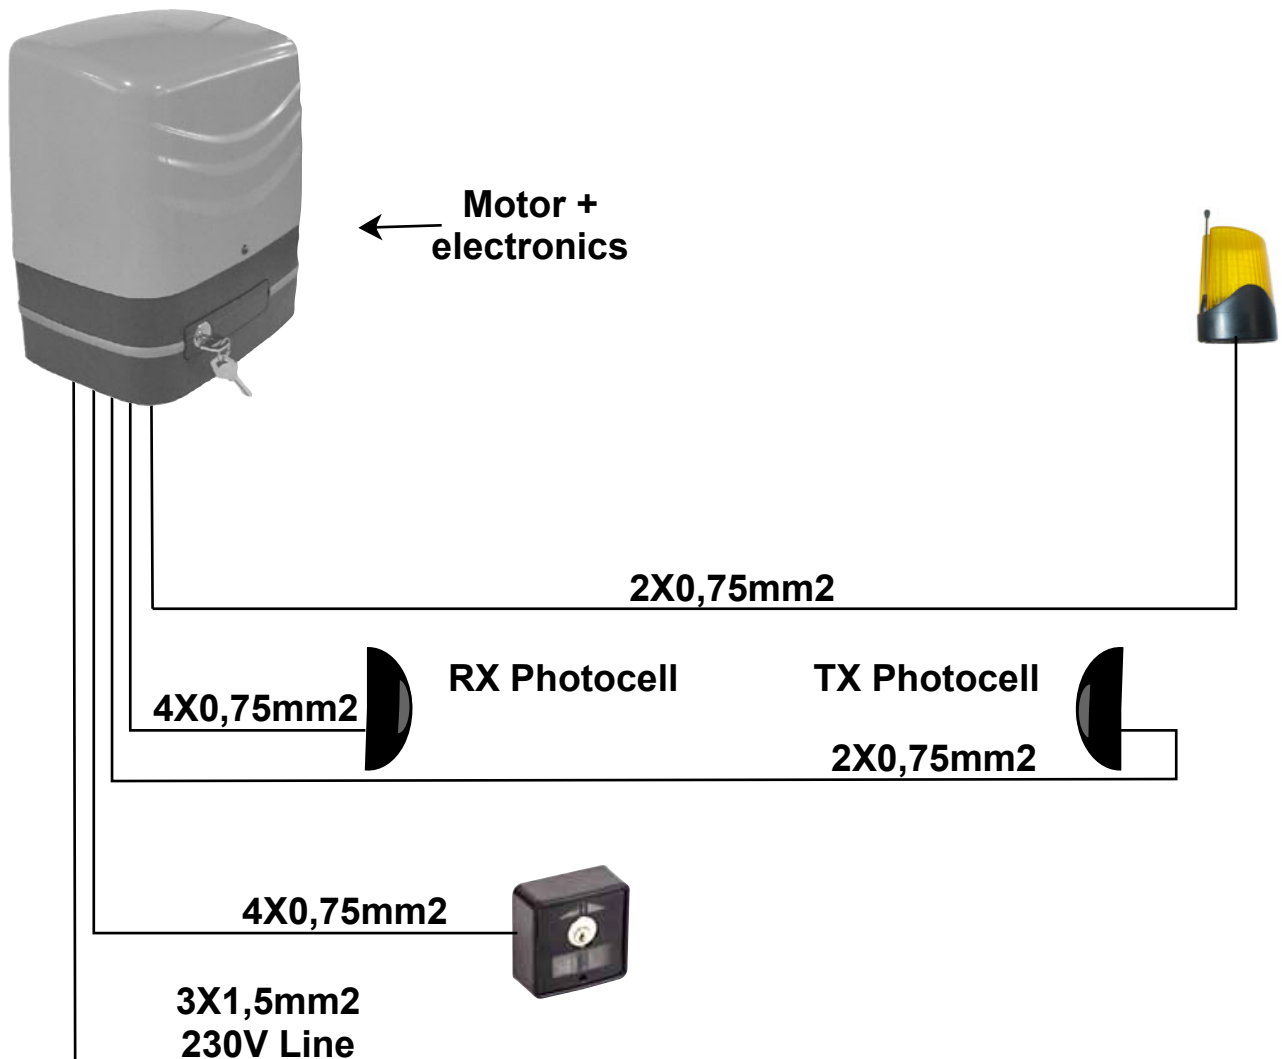 Motor +
electronics
2X0,75mm2
RX Photocell
TX Photocell
4X0,75mm2
2X0,75mm2
4X0,75mm2
3X1,5mm2
230V Line